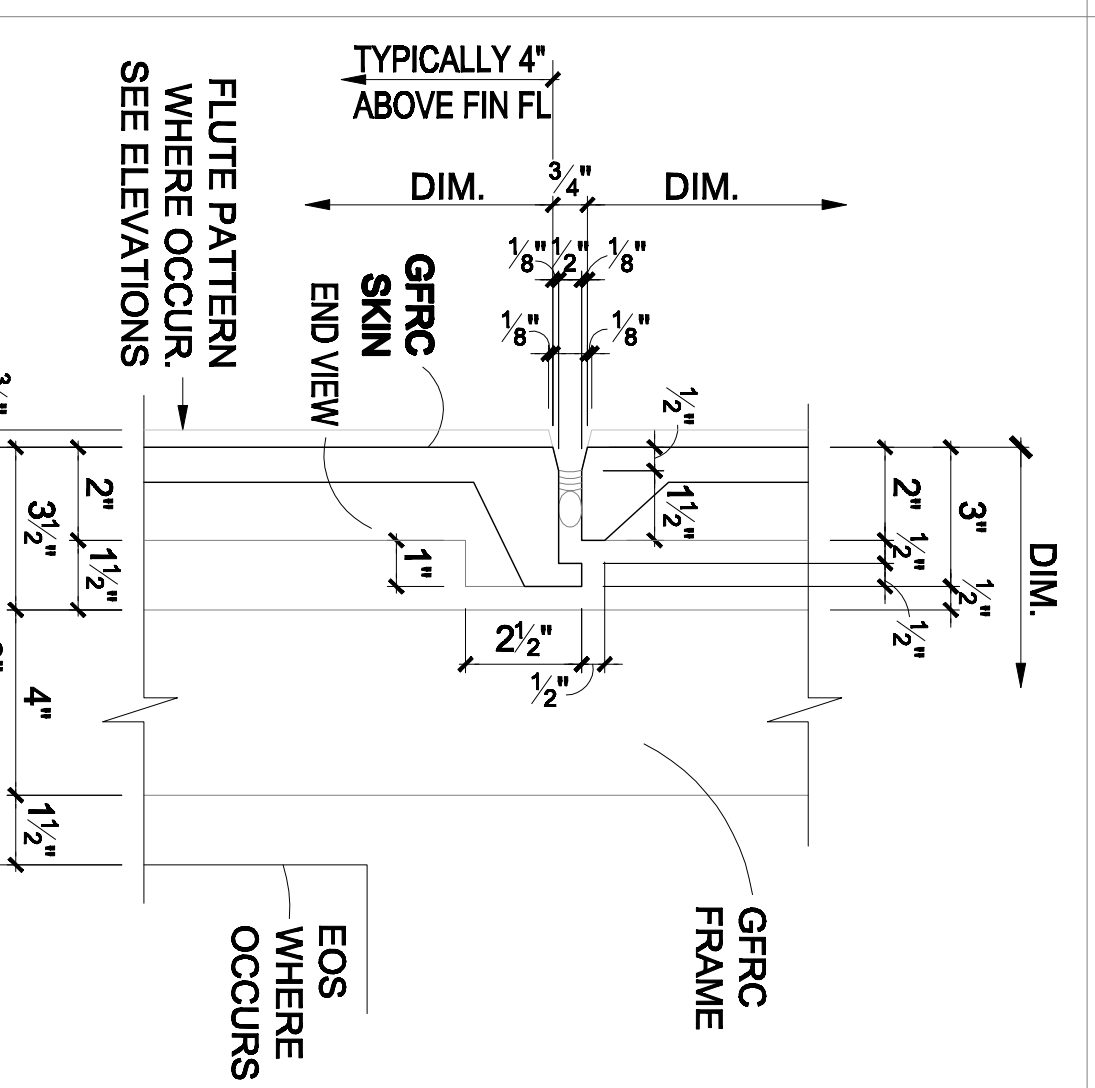 TYPICALLY 4"
ABOVE FIN FL
DIM.
3/4"
DIM.
1/8"
1/2"
1/8"
1/8"
1/8"
FLUTE PATTERN
WHERE OCCUR.
SEE ELEVATIONS
GFRC
SKIN
END VIEW
1/2"
1 1/2"
2"
1/2"
1/2"
3"
1/2"
DIM.
2"
1 1/2"
3 1/2"
1"
2 1/2"
1/2"
4"
1 1/2"
GFRC
FRAME
EOS
WHERE
OCCURS